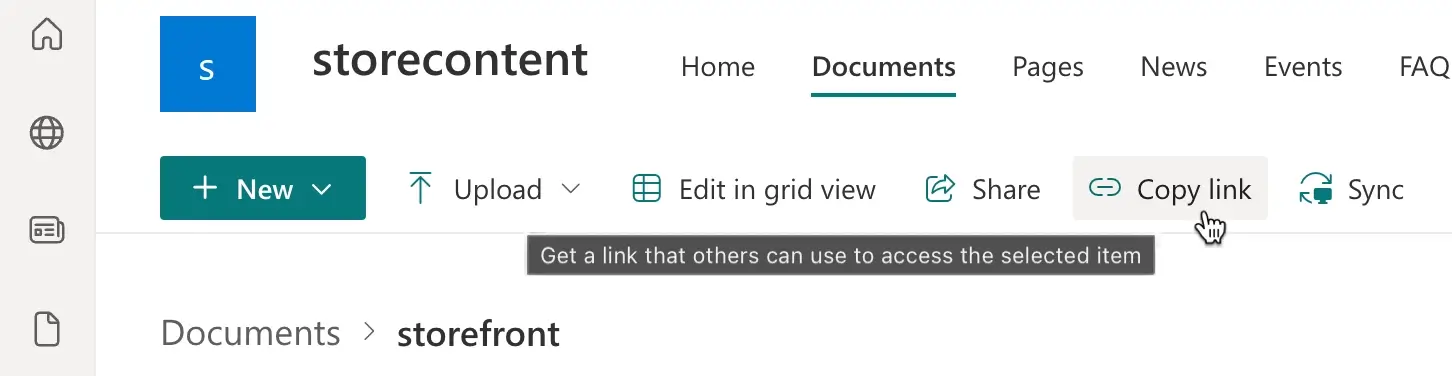 S storecontent Home Documents Pages News Events FAQ
New Upload Edit in grid view Share Copy link Sync
Get a link that others can use to access the selected item
Documents > storefront